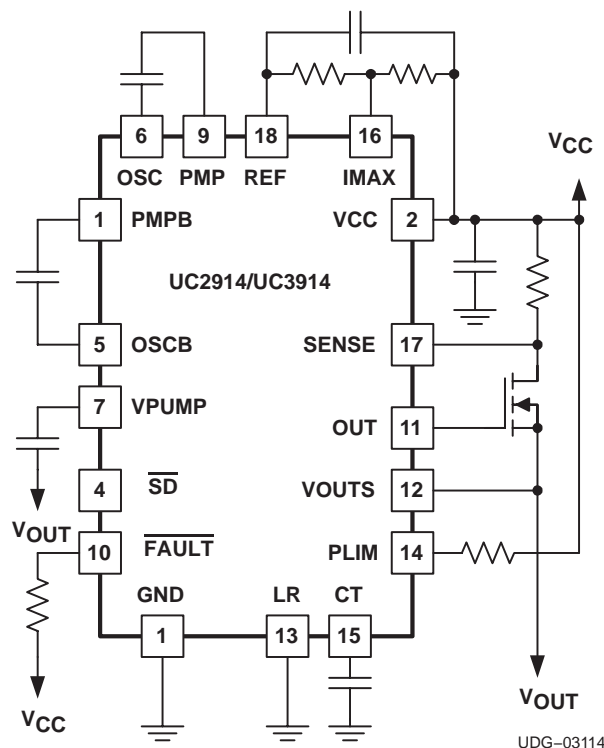 6 9 18 16
OSC PMP REF IMAX
VCC
1 PMPB VCC 2
UC2914/UC3914
5 OSCB SENSE 17
7 VPUMP
OUT 11
4 SD VOUTS 12
VOUT
10 FAULT PLIM 14
GND LR CT
1 13 15
VCC VOUT
UDG–03114